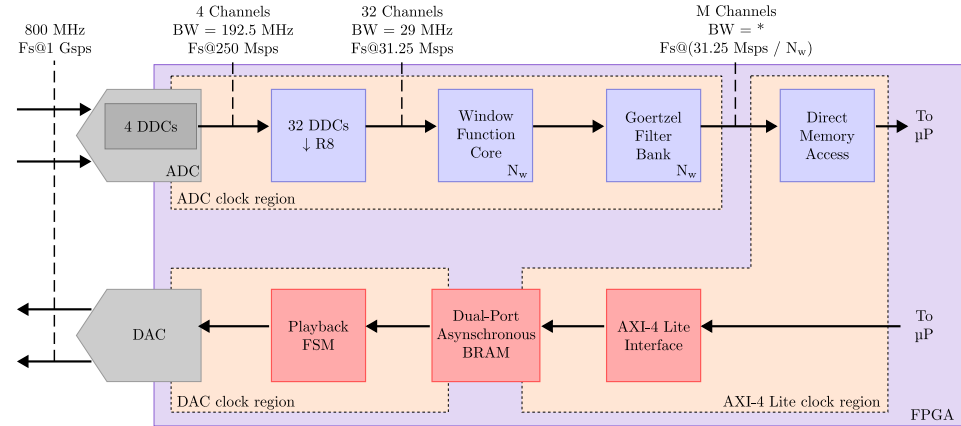 800 MHz
Fs@1 Gsps
4 Channels
BW = 192.5 MHz
Fs@250 Msps
32 Channels
BW = 29 MHz
Fs@31.25 Msps
M Channels
BW = *
Fs@(31.25 Msps / Nw)
4 DDCs
ADC
32 DDCs
↓ R8
Window
Function
Core
Nw
Goertzel
Filter
Bank
Nw
Direct
Memory
Access
To
µP
ADC clock region
DAC
Playback
FSM
Dual-Port
Asynschronous
BRAM
AXI-4 Lite
Interface
To
µP
DAC clock region
AXI-4 Lite clock region
FPGA